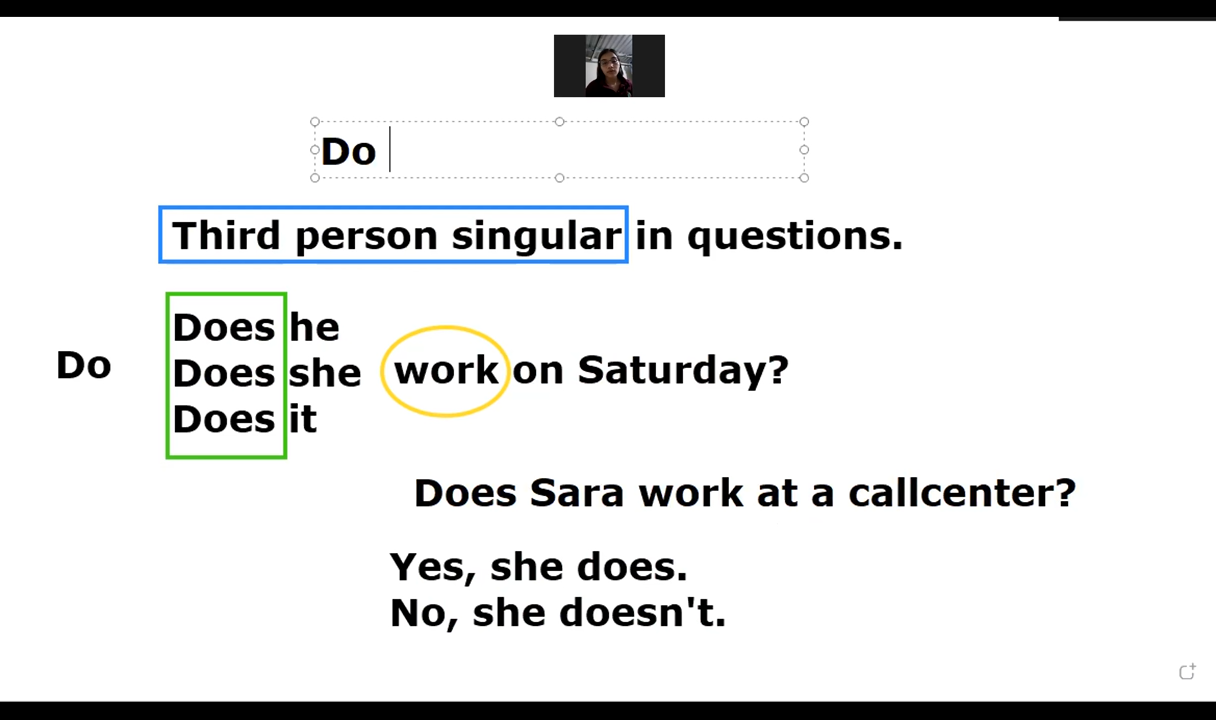 Do
Third person singular in questions.
Does he
Do
Does she work on Saturday?
Does it
Does Sara work at a callcenter?
Yes, she does.
No, she doesn't.